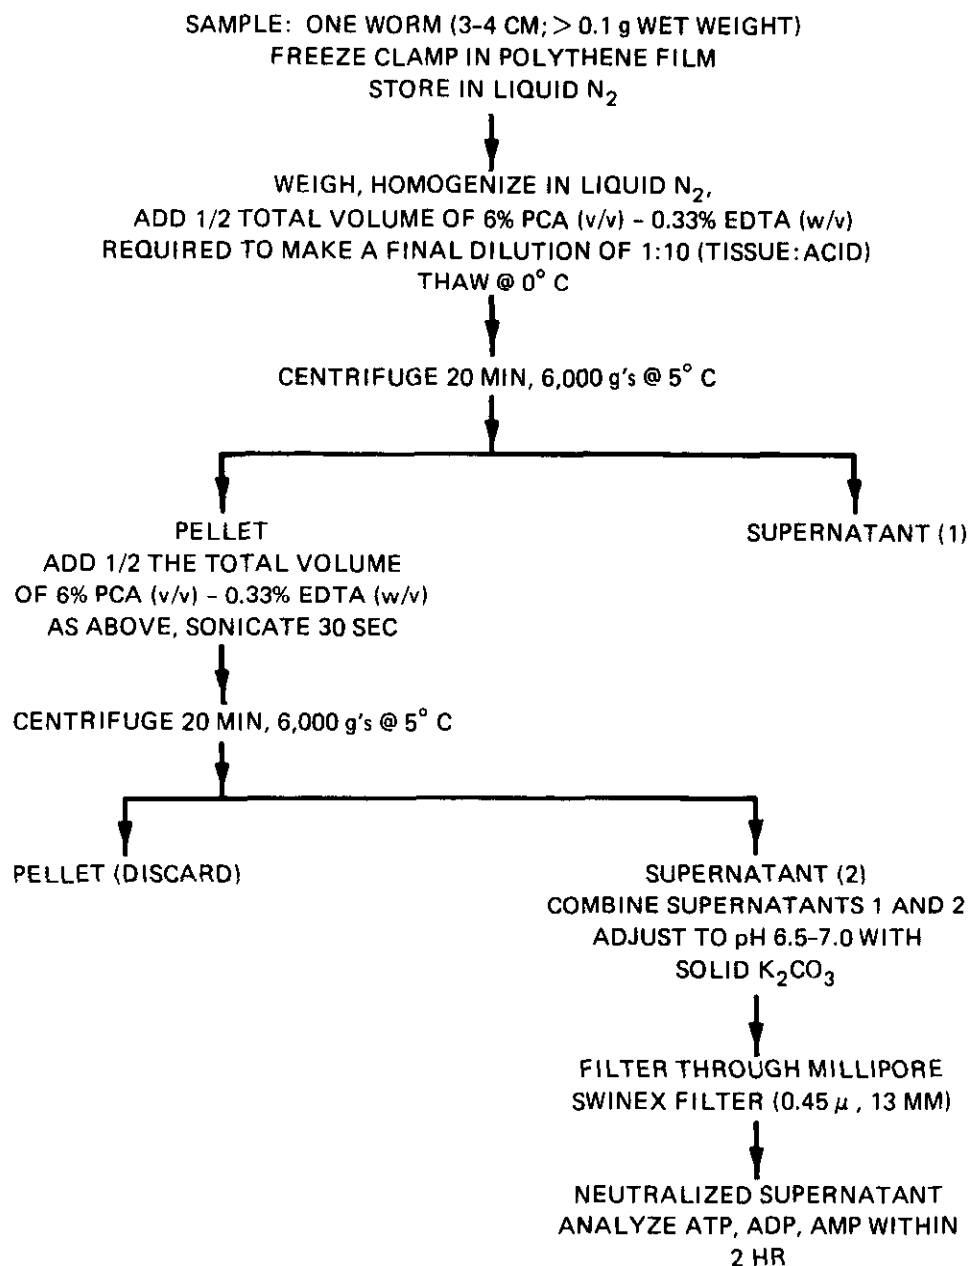 SAMPLE: ONE WORM (3-4 CM; > 0.1 g WET WEIGHT)
FREEZE CLAMP IN POLYTHENE FILM
STORE IN LIQUID N₂
WEIGH, HOMOGENIZE IN LIQUID N₂,
ADD 1/2 TOTAL VOLUME OF 6% PCA (v/v) – 0.33% EDTA (w/v)
REQUIRED TO MAKE A FINAL DILUTION OF 1:10 (TISSUE:ACID)
THAW @ 0° C
CENTRIFUGE 20 MIN, 6,000 g's @ 5° C
PELLET
ADD 1/2 THE TOTAL VOLUME
OF 6% PCA (v/v) – 0.33% EDTA (w/v)
AS ABOVE, SONICATE 30 SEC
SUPERNATANT (1)
CENTRIFUGE 20 MIN, 6,000 g's @ 5° C
PELLET (DISCARD)
SUPERNATANT (2)
COMBINE SUPERNATANTS 1 AND 2
ADJUST TO pH 6.5–7.0 WITH
SOLID K₂CO₃
FILTER THROUGH MILLIPORE
SWINEX FILTER (0.45 μ, 13 MM)
NEUTRALIZED SUPERNATANT
ANALYZE ATP, ADP, AMP WITHIN
2 HR